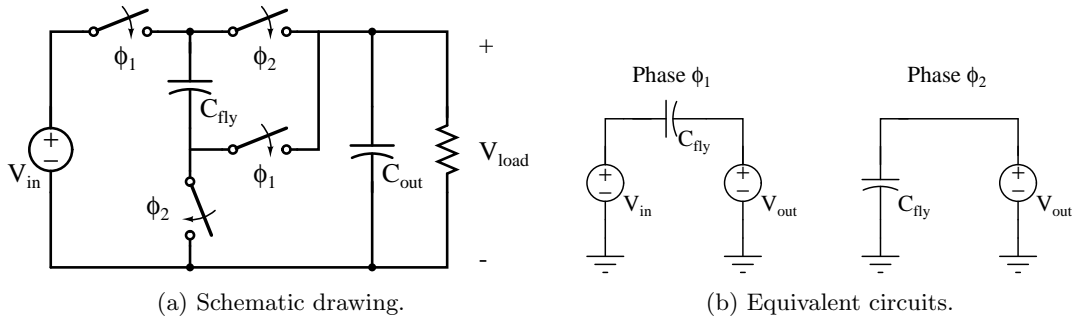 ϕ1
ϕ2
+
Cfly
Vin
ϕ1
Cout
Vload
ϕ2
-
(a) Schematic drawing.
Phase ϕ1
Cfly
Vin
Vout
Phase ϕ2
Cfly
Vout
(b) Equivalent circuits.